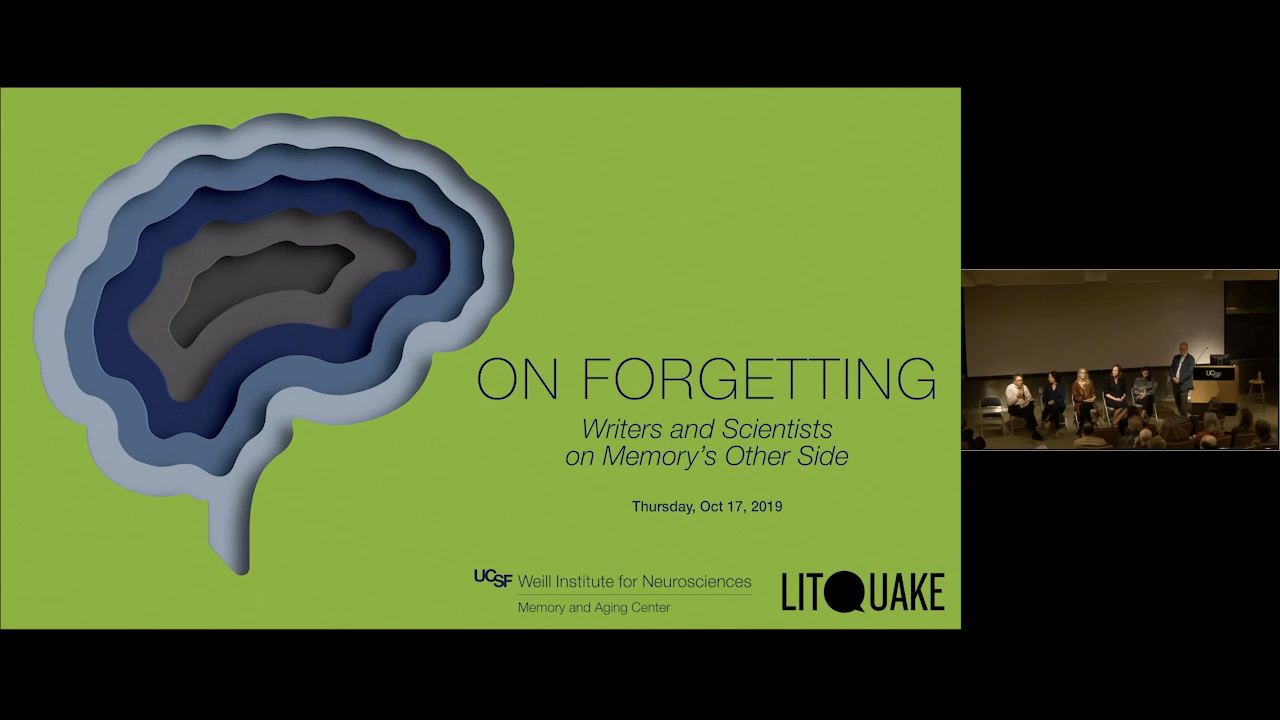 ON FORGETTING
Writers and Scientists
on Memory's Other Side
Thursday, Oct 17, 2019
UCSF Weill Institute for Neurosciences
Memory and Aging Center
LITQUAKE
UCSF